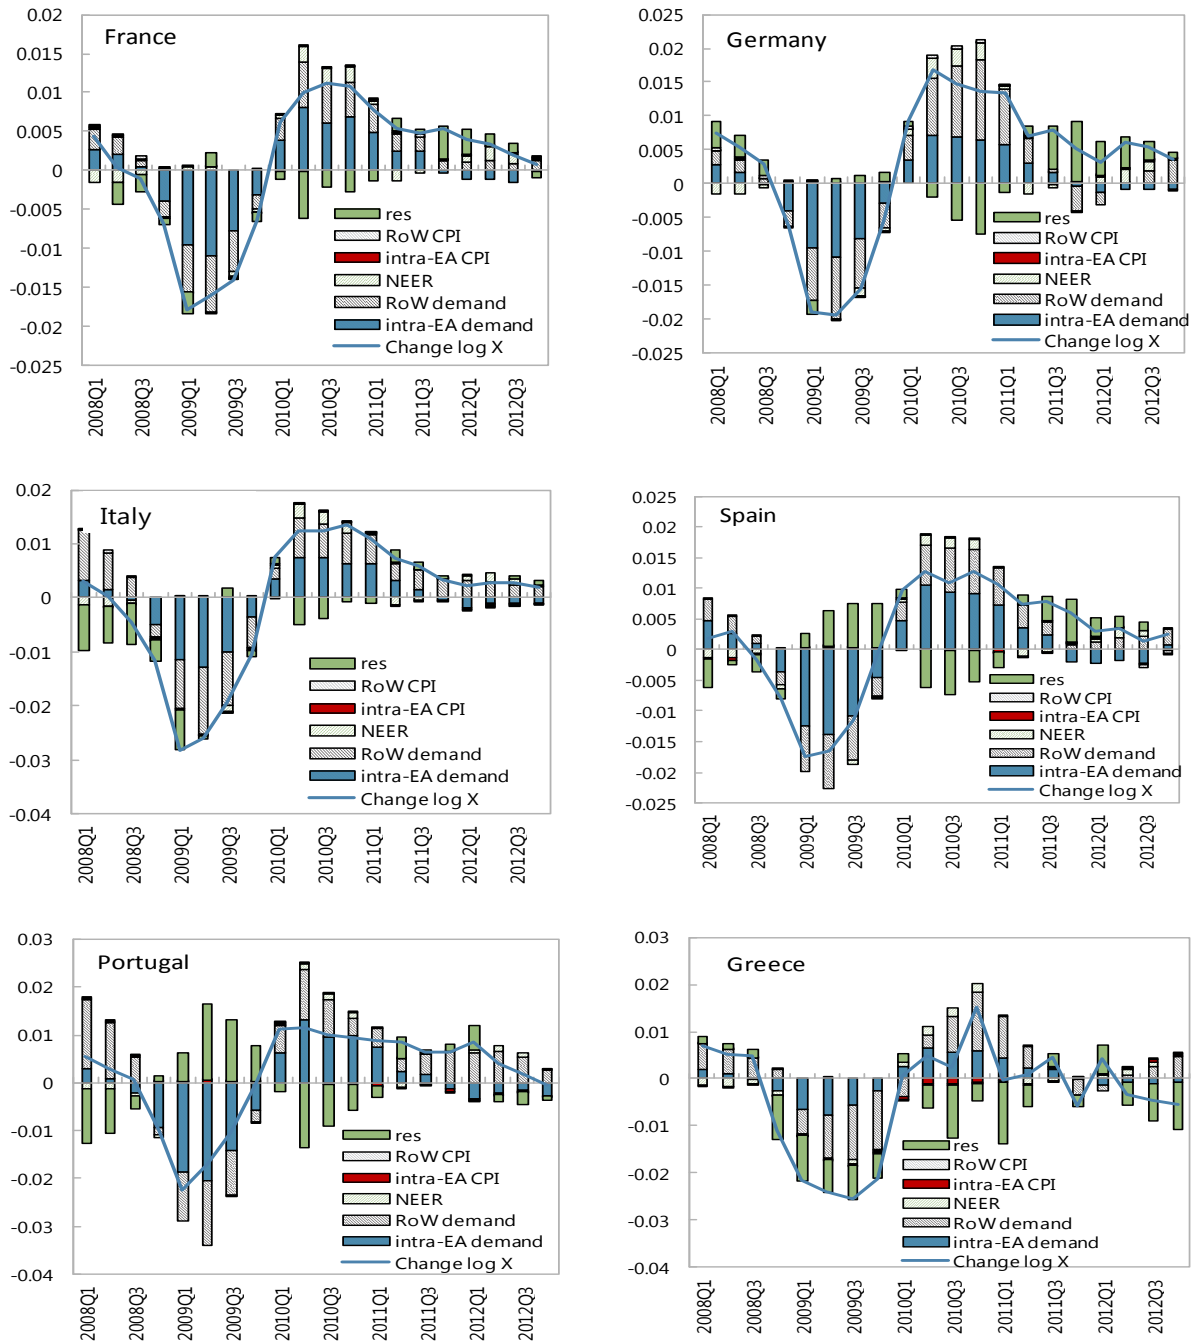 France
0.02
0.015
0.01
0.005
0
-0.005
-0.01
-0.015
-0.02
-0.025
res
RoW CPI
intra-EA CPI
NEER
RoW demand
intra-EA demand
Change log X
2008Q1
2008Q3
2009Q1
2009Q3
2010Q1
2010Q3
2011Q1
2011Q3
2012Q1
2012Q3
Germany
0.025
0.02
0.015
0.01
0.005
0
-0.005
-0.01
-0.015
-0.02
-0.025
res
RoW CPI
intra-EA CPI
NEER
RoW demand
intra-EA demand
Change log X
2008Q1
2008Q3
2009Q1
2009Q3
2010Q1
2010Q3
2011Q1
2011Q3
2012Q1
2012Q3
Italy
0.02
0.01
0
-0.01
-0.02
-0.03
-0.04
res
RoW CPI
intra-EA CPI
NEER
RoW demand
intra-EA demand
Change log X
2008Q1
2008Q3
2009Q1
2009Q3
2010Q1
2010Q3
2011Q1
2011Q3
2012Q1
2012Q3
Spain
0.025
0.02
0.015
0.01
0.005
0
-0.005
-0.01
-0.015
-0.02
-0.025
res
RoW CPI
intra-EA CPI
NEER
RoW demand
intra-EA demand
Change log X
2008Q1
2008Q3
2009Q1
2009Q3
2010Q1
2010Q3
2011Q1
2011Q3
2012Q1
2012Q3
Portugal
0.03
0.02
0.01
0
-0.01
-0.02
-0.03
-0.04
res
RoW CPI
intra-EA CPI
NEER
RoW demand
intra-EA demand
Change log X
2008Q1
2008Q3
2009Q1
2009Q3
2010Q1
2010Q3
2011Q1
2011Q3
2012Q1
2012Q3
Greece
0.03
0.02
0.01
0
-0.01
-0.02
-0.03
-0.04
res
RoW CPI
intra-EA CPI
NEER
RoW demand
intra-EA demand
Change log X
2008Q1
2008Q3
2009Q1
2009Q3
2010Q1
2010Q3
2011Q1
2011Q3
2012Q1
2012Q3